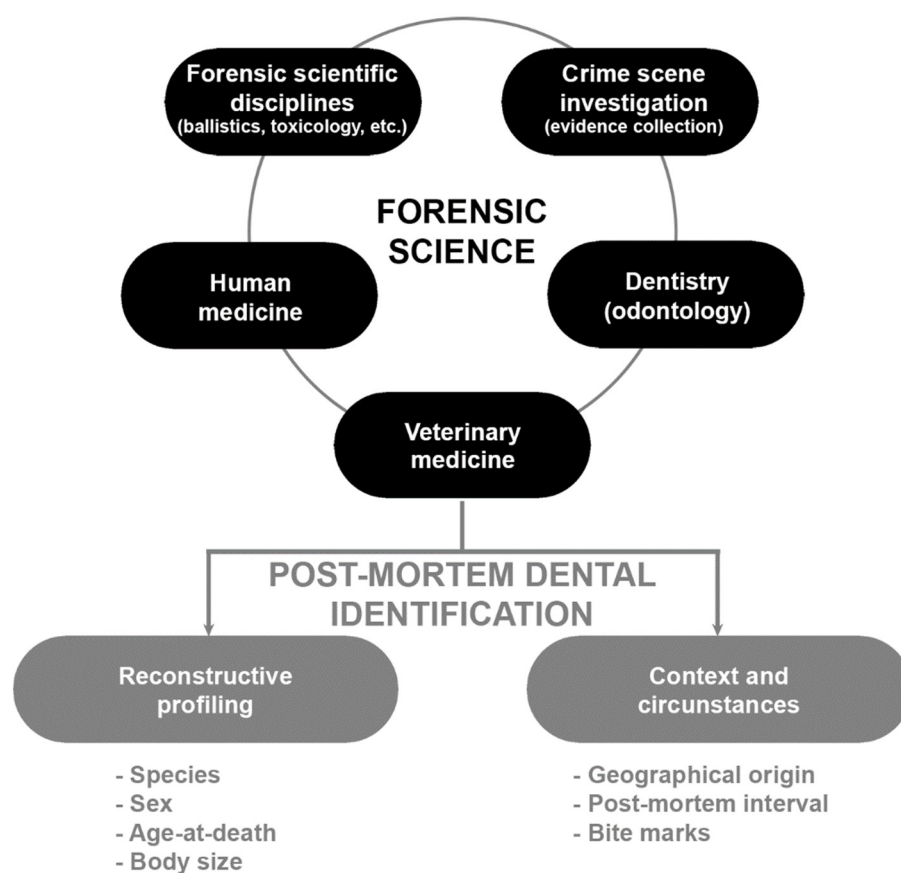 Forensic scientific
disciplines
(ballistics, toxicology, etc.)
Crime scene
investigation
(evidence collection)
FORENSIC
SCIENCE
Human
medicine
Dentistry
(odontology)
Veterinary
medicine
POST-MORTEM DENTAL
IDENTIFICATION
Reconstructive
profiling
Context and
circunstances
- Species
- Sex
- Age-at-death
- Body size
- Geographical origin
- Post-mortem interval
- Bite marks